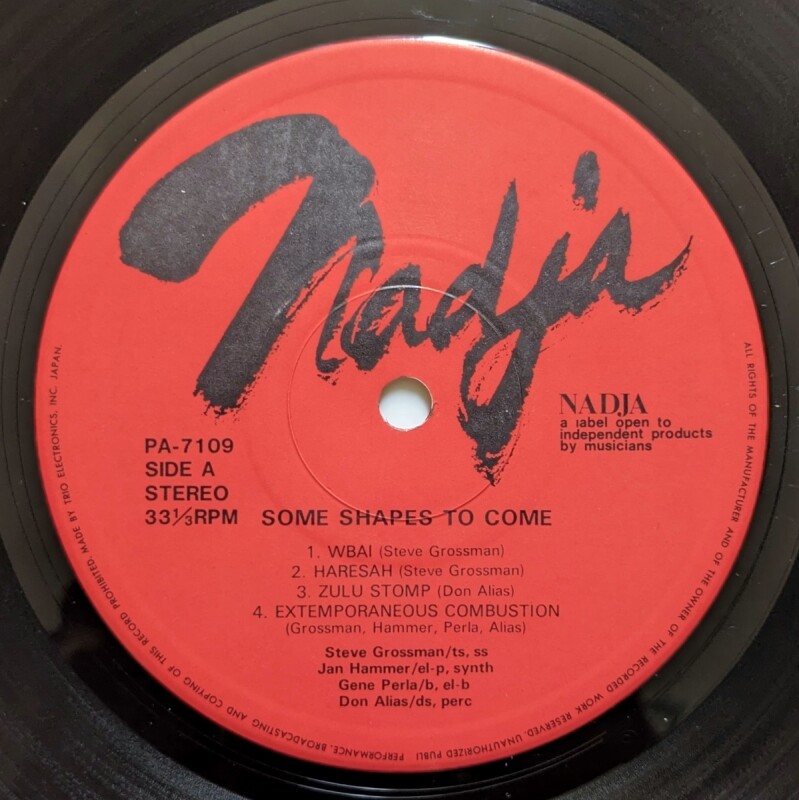 Nadja
NADJA
a label open to
independent products
by musicians
PA-7109
SIDE A
STEREO
33⅓RPM
SOME SHAPES TO COME
1. WBAI (Steve Grossman)
2. HARESAH (Steve Grossman)
3. ZULU STOMP (Don Alias)
4. EXTEMPORANEOUS COMBUSTION
(Grossman, Hammer, Perla, Alias)
Steve Grossman/ts, ss
Jan Hammer/el-p, synth
Gene Perla/b, el-b
Don Alias/ds, perc
ALL RIGHTS OF THE MANUFACTURER AND OF THE OWNER OF THE RECORDED WORK RESERVED. UNAUTHORIZED PUBLI PERFORMANCE, BROADCASTING AND COPYING OF THIS RECORD PROHIBITED. MADE BY TRIO ELECTRONICS, INC. JAPAN.